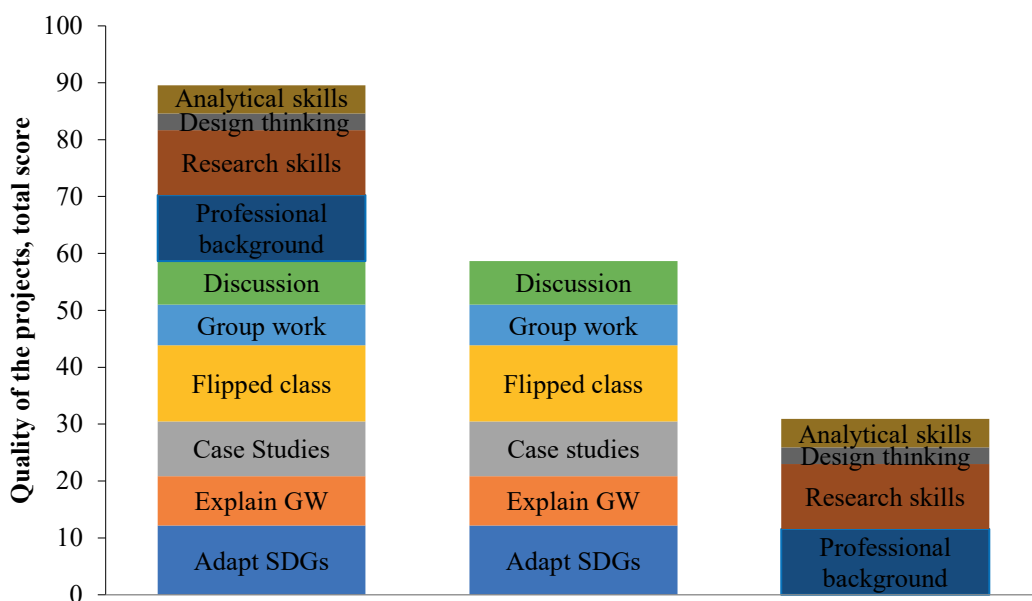 Quality of the projects, total score
100
90
80
70
60
50
40
30
20
10
0
Analytical skills
Design thinking
Research skills
Professional
background
Discussion
Group work
Flipped class
Case Studies
Explain GW
Adapt SDGs
Discussion
Group work
Flipped class
Case studies
Explain GW
Adapt SDGs
Analytical skills
Design thinking
Research skills
Professional
background